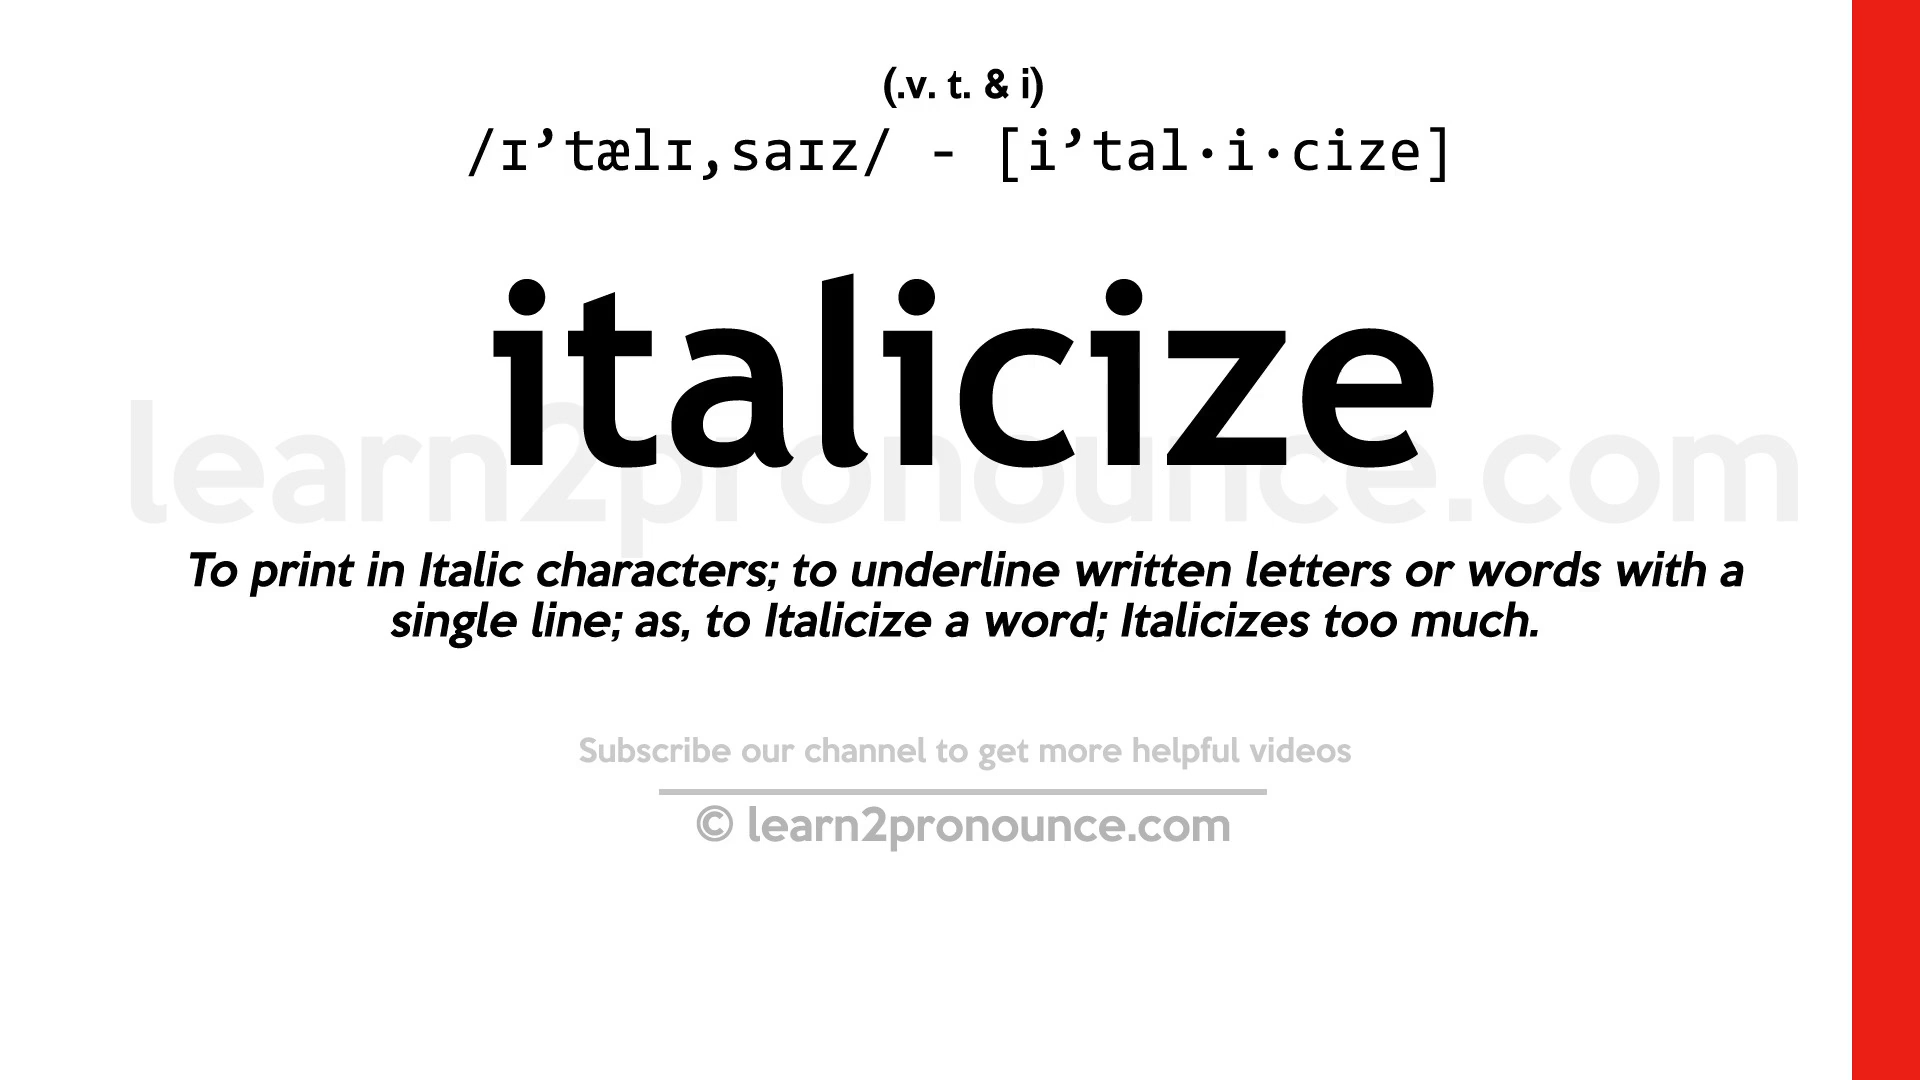 (.v. t. & i)
/ɪ’tælɪ,saɪz/ - [i’tal·i·cize]
italicize
learn2pronounce.com
To print in Italic characters; to underline written letters or words with a
single line; as, to Italicize a word; Italicizes too much.
Subscribe our channel to get more helpful videos
© learn2pronounce.com